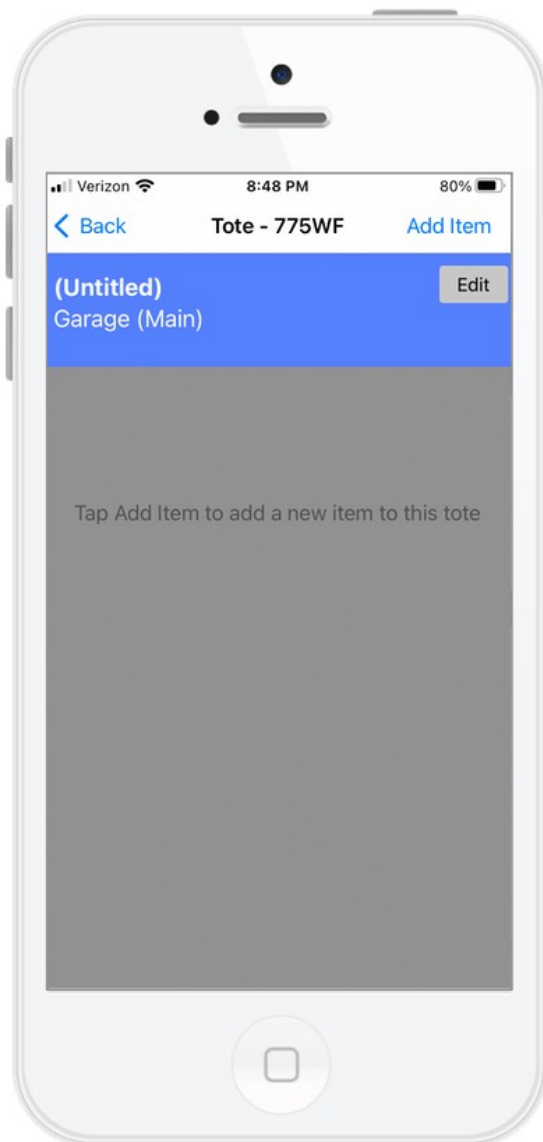 Verizon 8:48 PM 80%
Back Tote - 775WF Add Item
(Untitled) Edit
Garage (Main)
Tap Add Item to add a new item to this tote